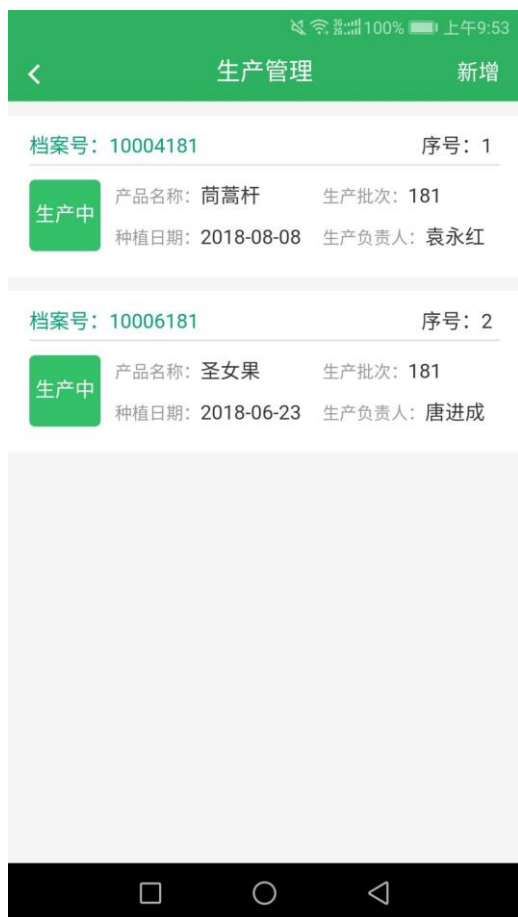 100% 上午9:53
生产管理 新增
档案号：10004181 序号：1
生产中
产品名称：茼蒿杆 生产批次：181
种植日期：2018-08-08 生产负责人：袁永红
档案号：10006181 序号：2
生产中
产品名称：圣女果 生产批次：181
种植日期：2018-06-23 生产负责人：唐进成